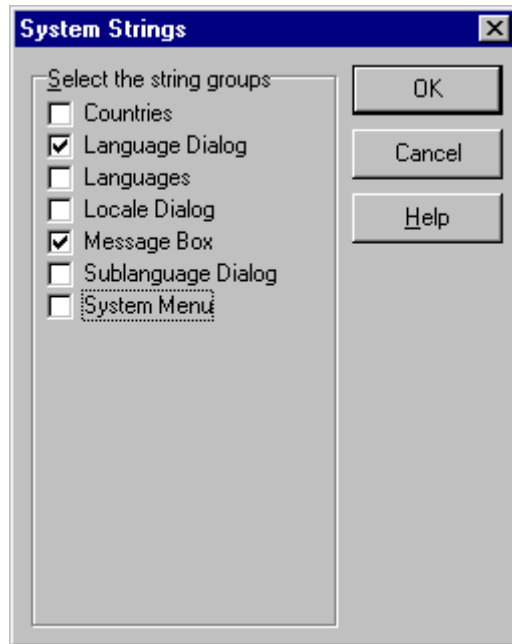 System Strings
Select the string groups
Countries
Language Dialog
Languages
Locale Dialog
Message Box
Sublanguage Dialog
System Menu
OK
Cancel
Help